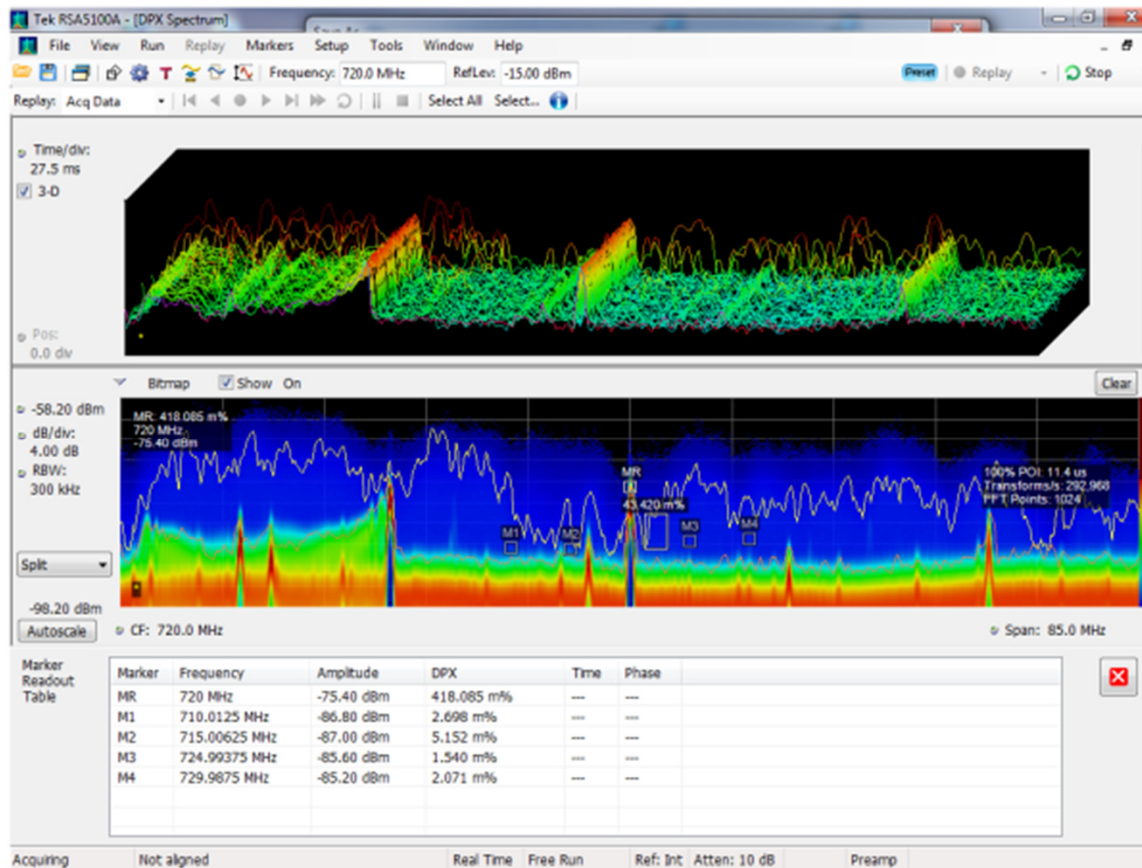 Tek RSA5100A - [DPX Spectrum]
File View Run Replay Markers Setup Tools Window Help
Frequency: 720.0 MHz RefLev: -15.00 dBm Preset Replay Stop
Replay: Acq Data Select All Select...
Time/div:
27.5 ms
3-D
Pos:
0.0 div
Bitmap Show On Clear
-58.20 dBm
dB/div:
4.00 dB
RBW:
300 kHz
MR: 418.085 m%
720 MHz
-75.40 dBm
MR
43.420 m%
M1 M2 M3 M4
100% POI: 11.4 us
Transforms/s: 292,968
FFT Points: 1024
Split
-98.20 dBm
Autoscale CF: 720.0 MHz Span: 85.0 MHz
Marker
Readout
Table
Marker Frequency Amplitude DPX Time Phase
MR 720 MHz -75.40 dBm 418.085 m% --- ---
M1 710.0125 MHz -86.80 dBm 2.698 m% --- ---
M2 715.00625 MHz -87.00 dBm 5.152 m% --- ---
M3 724.99375 MHz -85.60 dBm 1.540 m% --- ---
M4 729.9875 MHz -85.20 dBm 2.071 m% --- ---
Acquiring Not aligned Real Time Free Run Ref: Int Atten: 10 dB Preamp